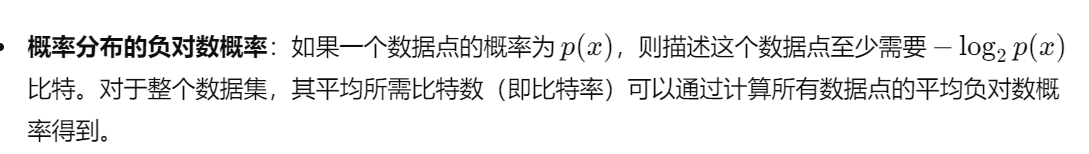 • 概率分布的负对数概率：如果一个数据点的概率为 p(x)，则描述这个数据点至少需要 − log₂ p(x)
比特。对于整个数据集，其平均所需比特数（即比特率）可以通过计算所有数据点的平均负对数概
率得到。